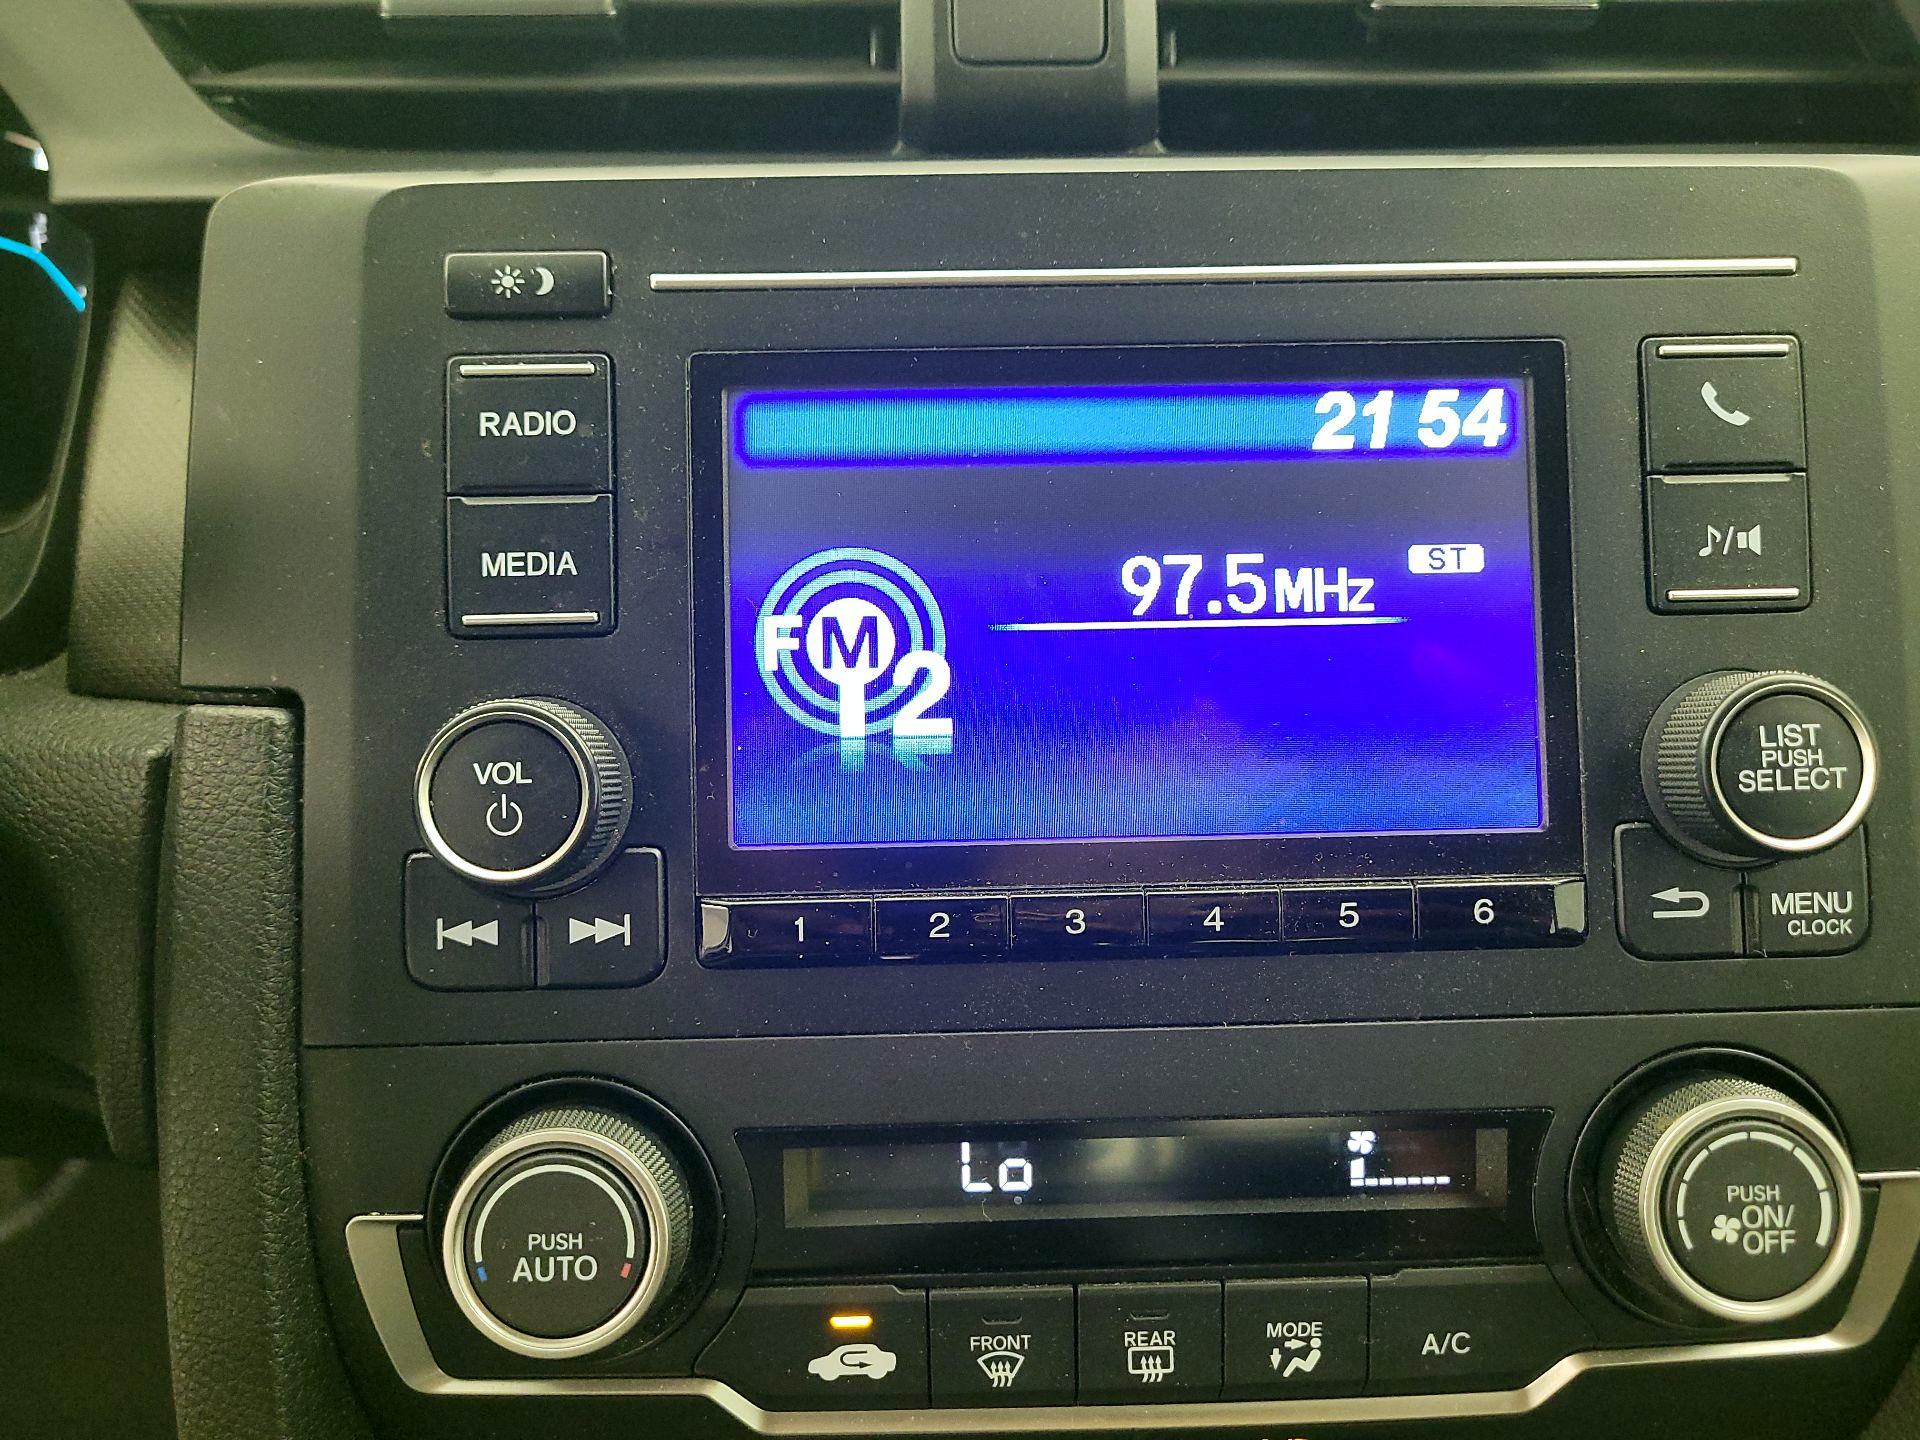 21 54
RADIO
MEDIA
97.5MHz
ST
FM
2
VOL
LIST
PUSH
SELECT
1 2 3 4 5 6
MENU
CLOCK
Lo
PUSH
AUTO
PUSH
ON/
OFF
FRONT
REAR
MODE
A/C